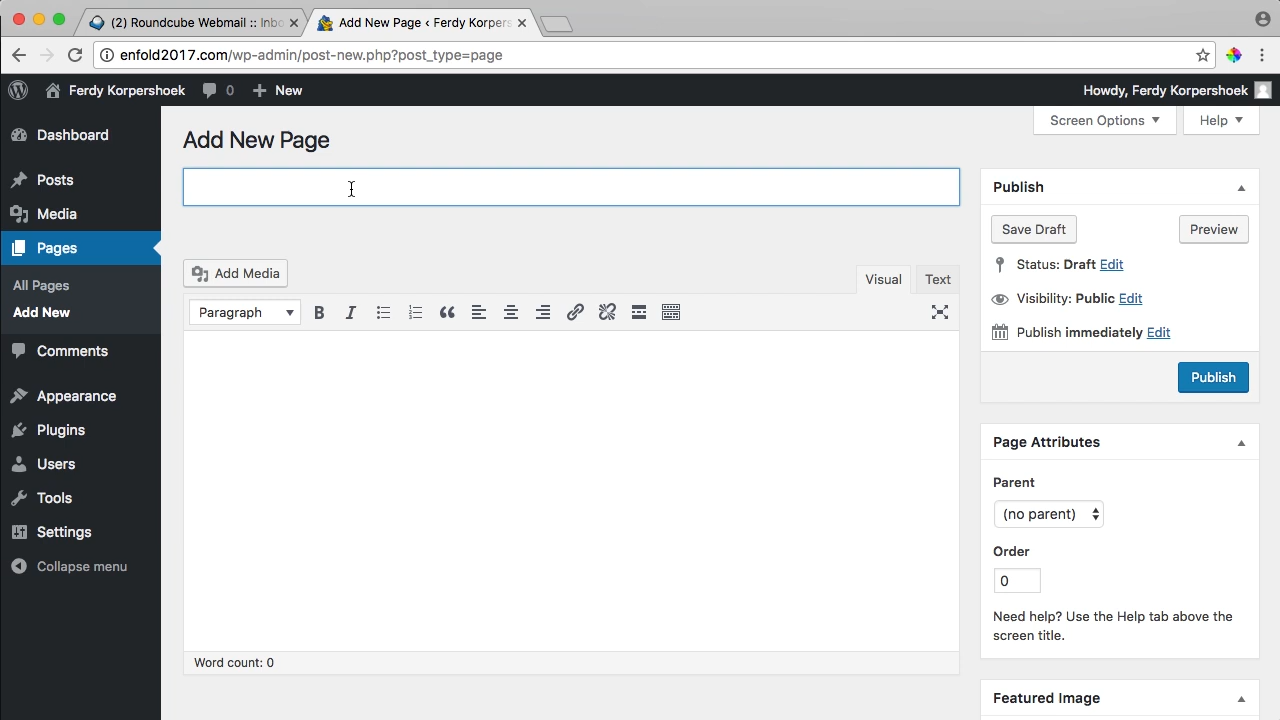 (2) Roundcube Webmail :: Inbo
Add New Page ‹ Ferdy Korpers
enfold2017.com/wp-admin/post-new.php?post_type=page
Ferdy Korpershoek
0
New
Howdy, Ferdy Korpershoek
Screen Options
Help
Dashboard
Posts
Media
Pages
All Pages
Add New
Comments
Appearance
Plugins
Users
Tools
Settings
Collapse menu
Add New Page
Add Media
Visual
Text
Paragraph
Word count: 0
Publish
Save Draft
Preview
Status: Draft Edit
Visibility: Public Edit
Publish immediately Edit
Publish
Page Attributes
Parent
(no parent)
Order
0
Need help? Use the Help tab above the
screen title.
Featured Image